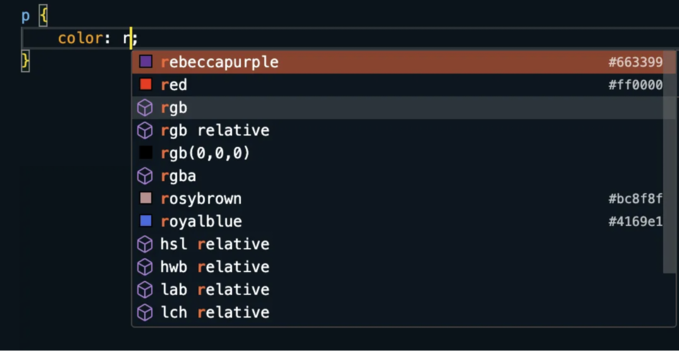 p {
color: r;
}
rebeccapurple #663399
red #ff0000
rgb
rgb relative
rgb(0,0,0)
rgba
rosybrown #bc8f8f
royalblue #4169e1
hsl relative
hwb relative
lab relative
lch relative